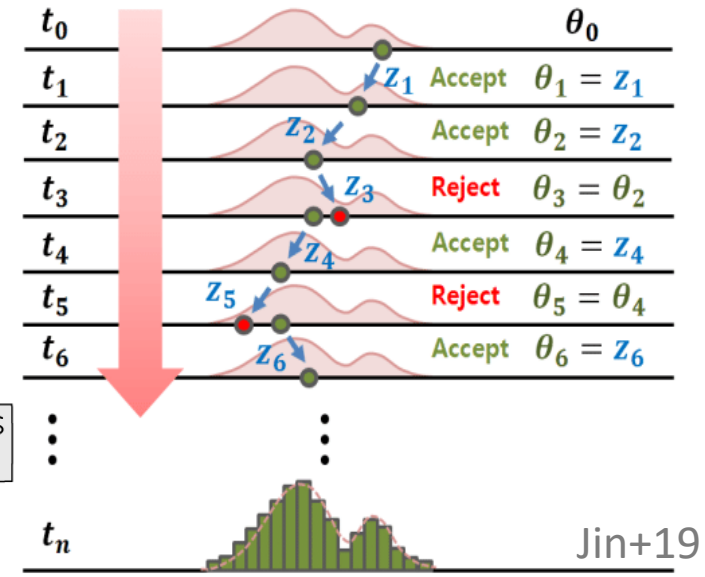 t₀ θ₀
t₁ z₁ Accept θ₁ = z₁
t₂ z₂ Accept θ₂ = z₂
t₃ z₃ Reject θ₃ = θ₂
t₄ z₄ Accept θ₄ = z₄
t₅ z₅ Reject θ₅ = θ₄
t₆ z₆ Accept θ₆ = z₆
s
tₙ
Jin+19